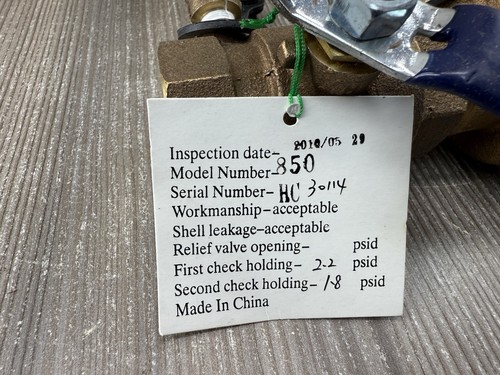 Inspection date- 2010/05 29
Model Number-850
Serial Number- HC 30114
Workmanship-acceptable
Shell leakage-acceptable
Relief valve opening- psid
First check holding- 2.2 psid
Second check holding- 1.8 psid
Made In China